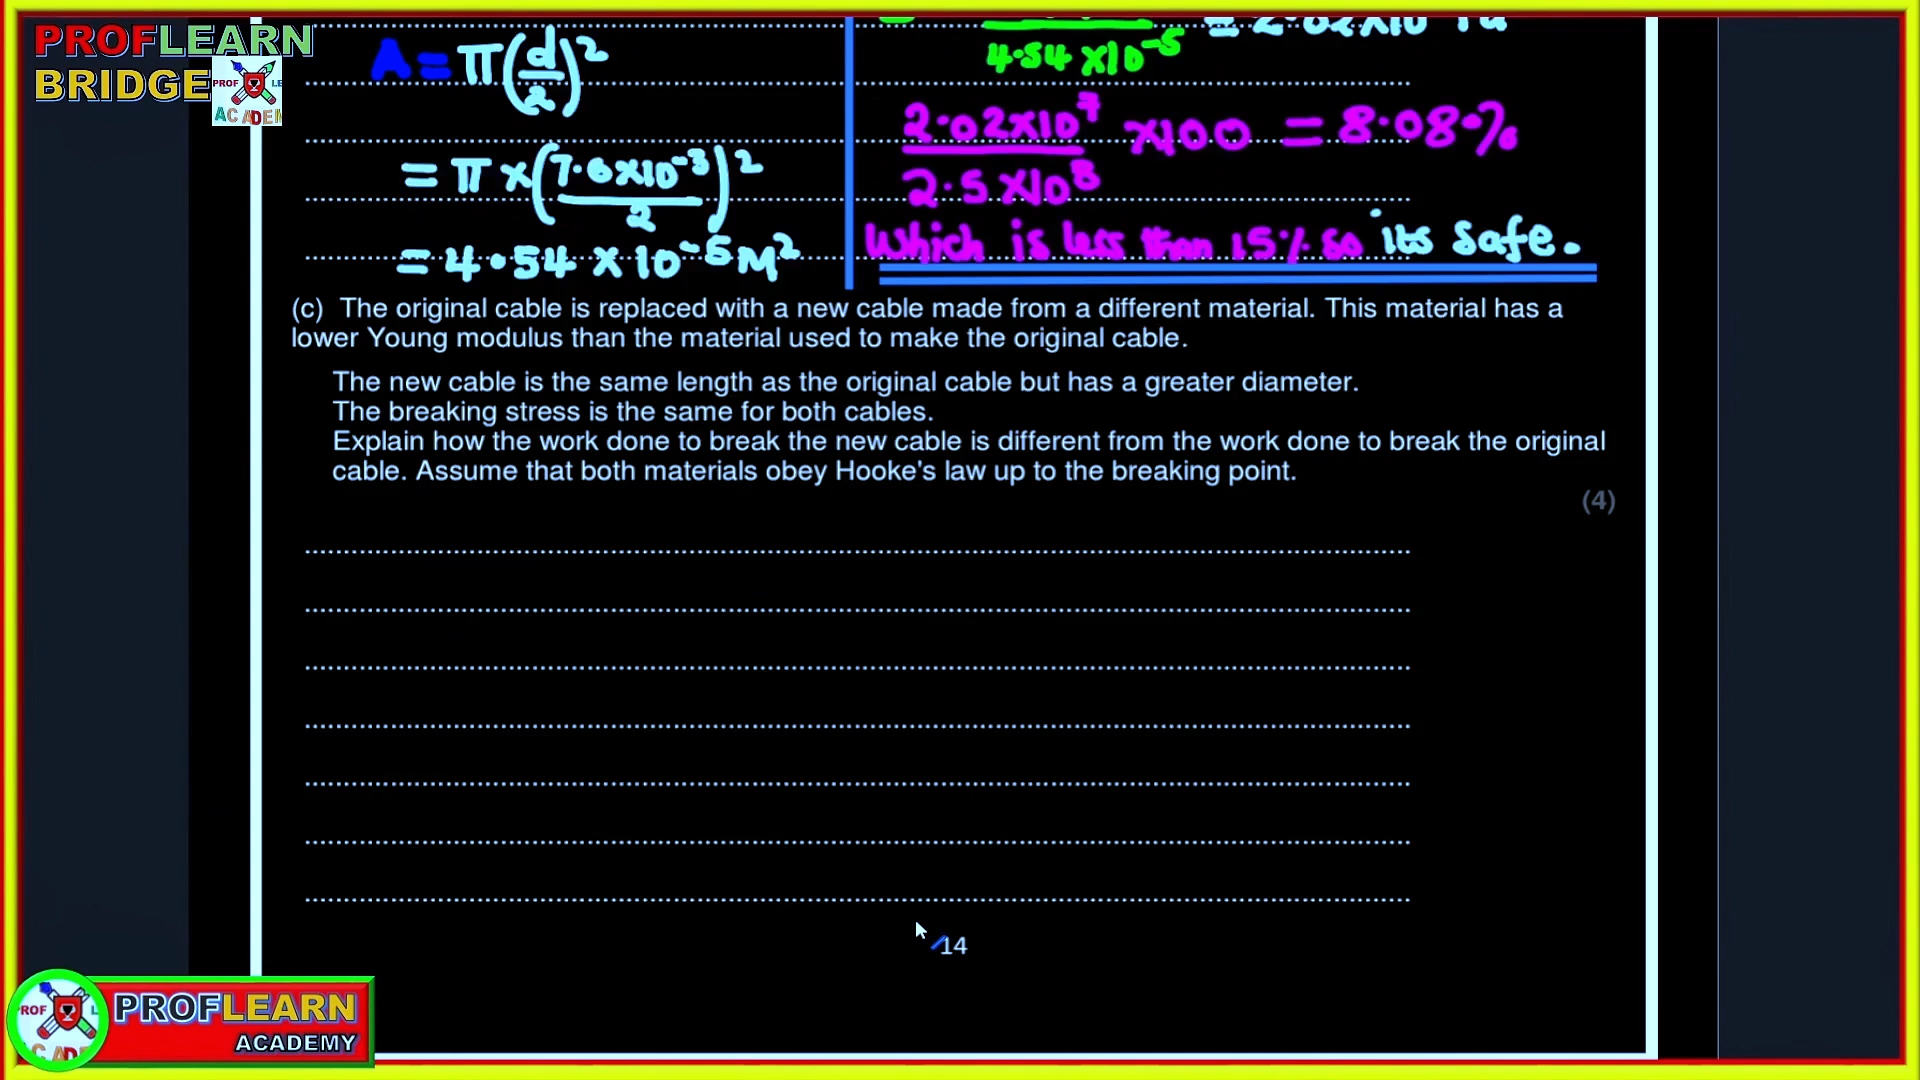 PROFLEARN
BRIDGE
PROF LE
ACADEM
A = π(d/2)²
= π × (7.6×10⁻³/2)²
= 4.54 × 10⁻⁵ M²
4.54 ×10⁻⁵
2.02×10⁷/2.5×10⁸ ×100 = 8.08%
Which is less than 15% so its safe.
(c) The original cable is replaced with a new cable made from a different material. This material has a
lower Young modulus than the material used to make the original cable.
The new cable is the same length as the original cable but has a greater diameter.
The breaking stress is the same for both cables.
Explain how the work done to break the new cable is different from the work done to break the original
cable. Assume that both materials obey Hooke's law up to the breaking point.
(4)
14
PROF L
PROFLEARN
ACADEMY